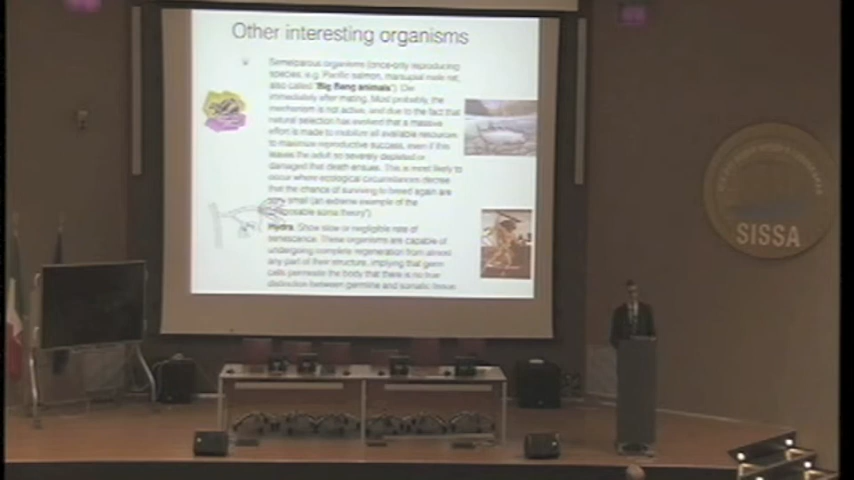 Other interesting organisms
Semelparous organisms (once-only reproducing
species, e.g. Pacific salmon, marsupial male rat,
also called "Big Bang animals") Die
immediately after mating. Most probably, the
mechanism is not active, and due to the fact that
natural selection has evolved that a massive
effort is made to mobilize all available resources
to maximize reproductive success, even if this
leaves the adult so severely depleted or
damaged that death ensues. This is most likely to
occur where ecological circumstances decree
that the chance of surviving to breed again are
very small (an extreme example of the
"disposable soma theory")
Hydra. Show slow or negligible rate of
senescence. These organisms are capable of
undergoing complete regeneration from almost
any part of their structure, implying that germ
cells permeate the body that there is no true
distinction between germline and somatic tissue
SISSA